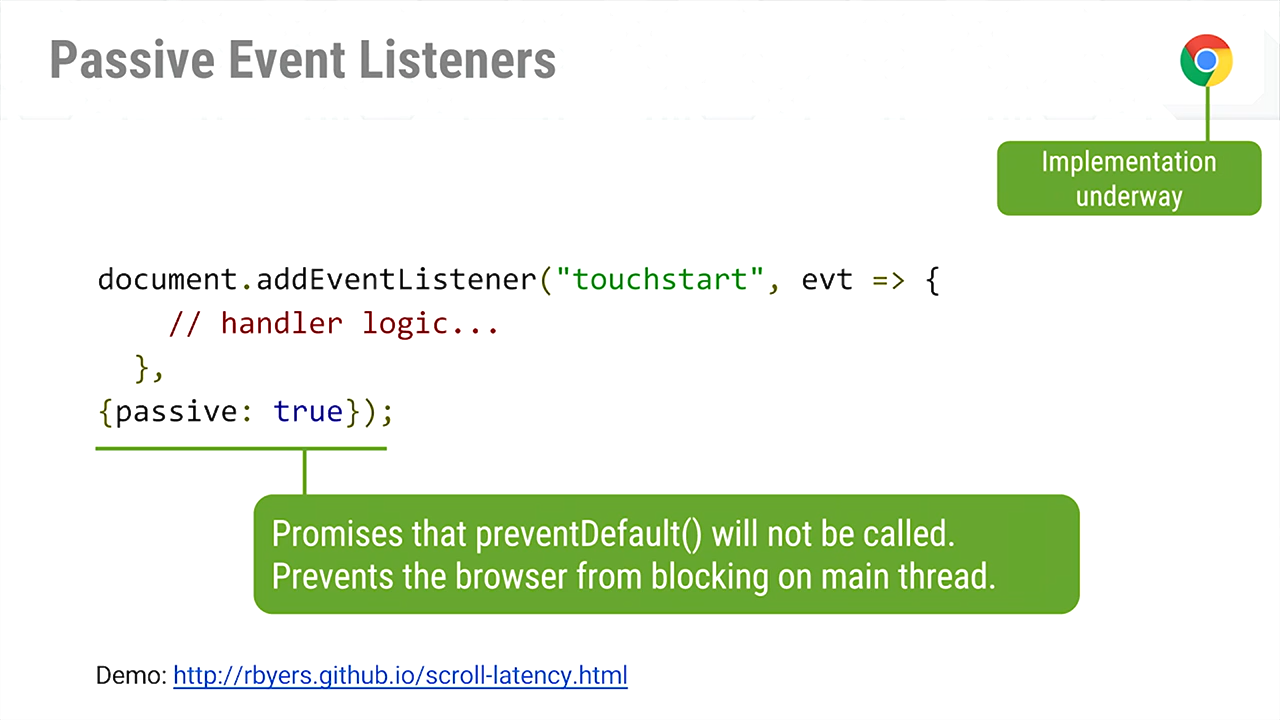 Passive Event Listeners
Implementation
underway
document.addEventListener("touchstart", evt => {
// handler logic...
},
{passive: true});
Promises that preventDefault() will not be called.
Prevents the browser from blocking on main thread.
Demo: http://rbyers.github.io/scroll-latency.html